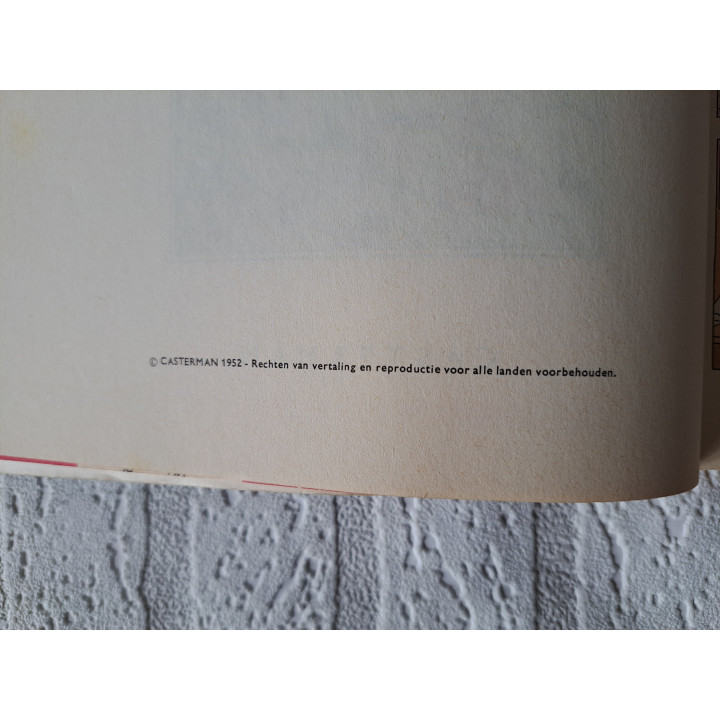 © CASTERMAN 1952 - Rechten van vertaling en reproductie voor alle landen voorbehouden.